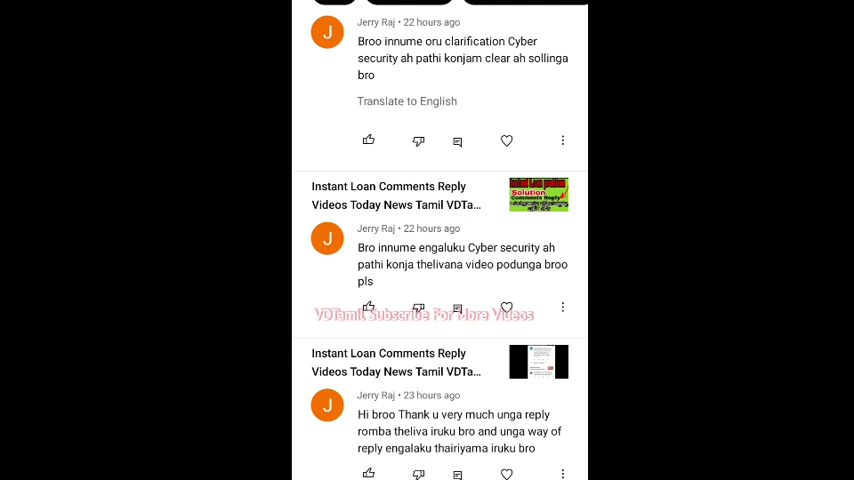 Jerry Raj • 22 hours ago
Broo innume oru clarification Cyber
security ah pathi konjam clear ah sollinga
bro
Translate to English
Instant Loan Comments Reply
Videos Today News Tamil VDTa...
Solution
Comments Reply
Jerry Raj • 22 hours ago
Bro innume engaluku Cyber security ah
pathi konja thelivana video podunga broo
pls
VDTamil Subscribe For More Videos
Instant Loan Comments Reply
Videos Today News Tamil VDTa...
Jerry Raj • 23 hours ago
Hi broo Thank u very much unga reply
romba theliva iruku bro and unga way of
reply engalaku thairiyama iruku bro